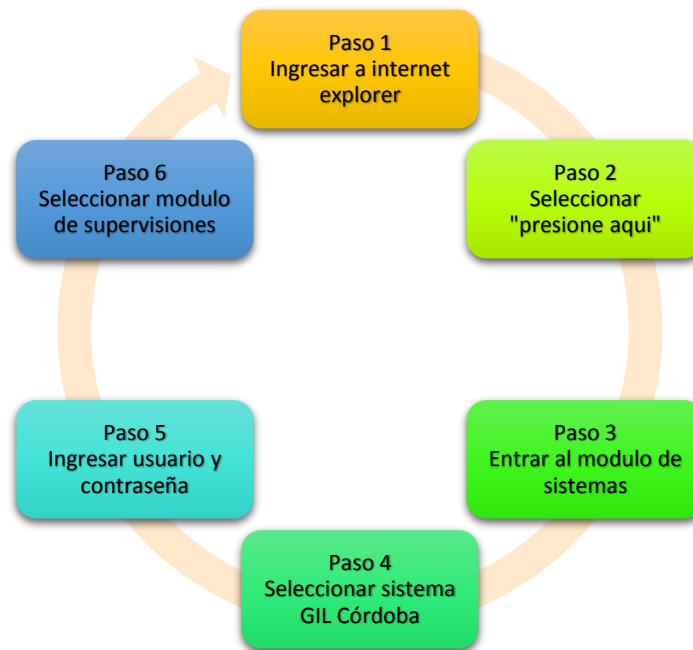 Paso 1
Ingresar a internet
explorer
Paso 2
Seleccionar
"presione aqui"
Paso 3
Entrar al modulo de
sistemas
Paso 4
Seleccionar sistema
GIL Córdoba
Paso 5
Ingresar usuario y
contraseña
Paso 6
Seleccionar modulo
de supervisiones